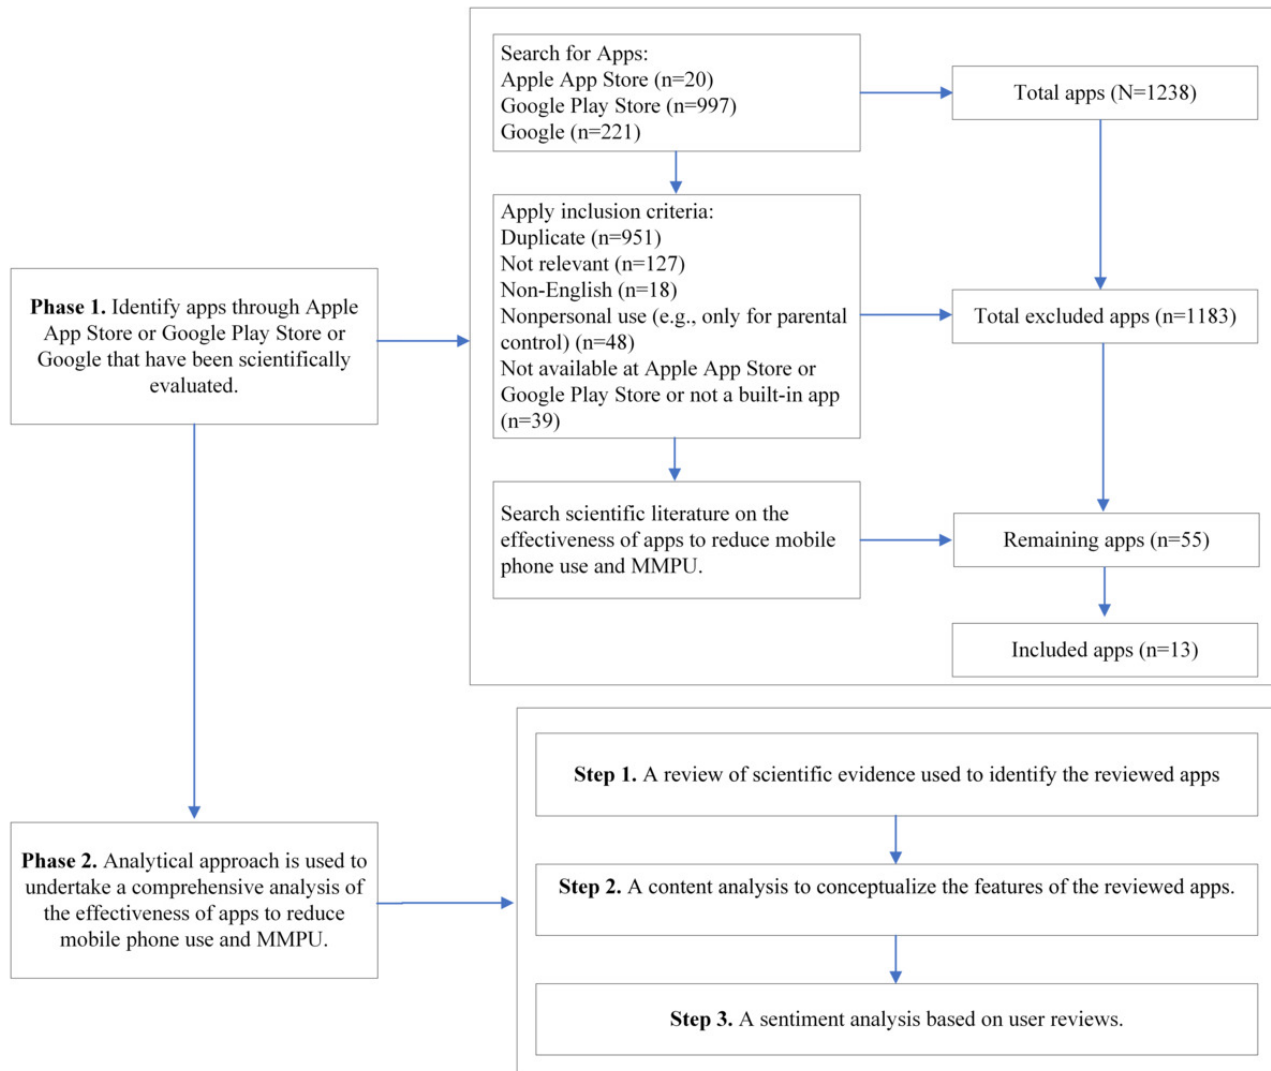 Search for Apps:
Apple App Store (n=20)
Google Play Store (n=997)
Google (n=221)
Total apps (N=1238)
Apply inclusion criteria:
Duplicate (n=951)
Not relevant (n=127)
Non-English (n=18)
Nonpersonal use (e.g., only for parental
control) (n=48)
Not available at Apple App Store or
Google Play Store or not a built-in app
(n=39)
Total excluded apps (n=1183)
Phase 1. Identify apps through Apple
App Store or Google Play Store or
Google that have been scientifically
evaluated.
Search scientific literature on the
effectiveness of apps to reduce mobile
phone use and MMPU.
Remaining apps (n=55)
Included apps (n=13)
Phase 2. Analytical approach is used to
undertake a comprehensive analysis of
the effectiveness of apps to reduce
mobile phone use and MMPU.
Step 1. A review of scientific evidence used to identify the reviewed apps
Step 2. A content analysis to conceptualize the features of the reviewed apps.
Step 3. A sentiment analysis based on user reviews.